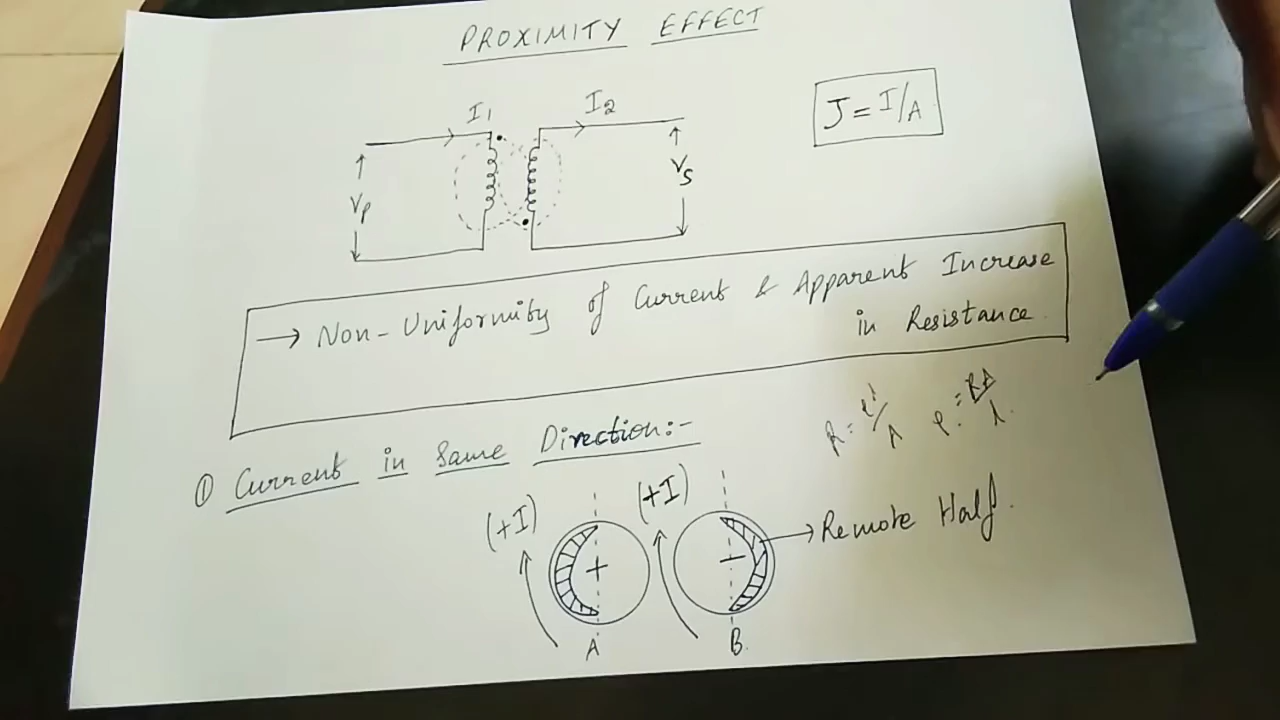 PROXIMITY EFFECT
I1 I2
J = I/A
Vp Vs
→ Non-Uniformity of Current & Apparent Increase
in Resistance.
R = ρl/A ρ = RA/l.
① Current in Same Direction:-
(+I) (+I)
+ → Remote Half.
A B.